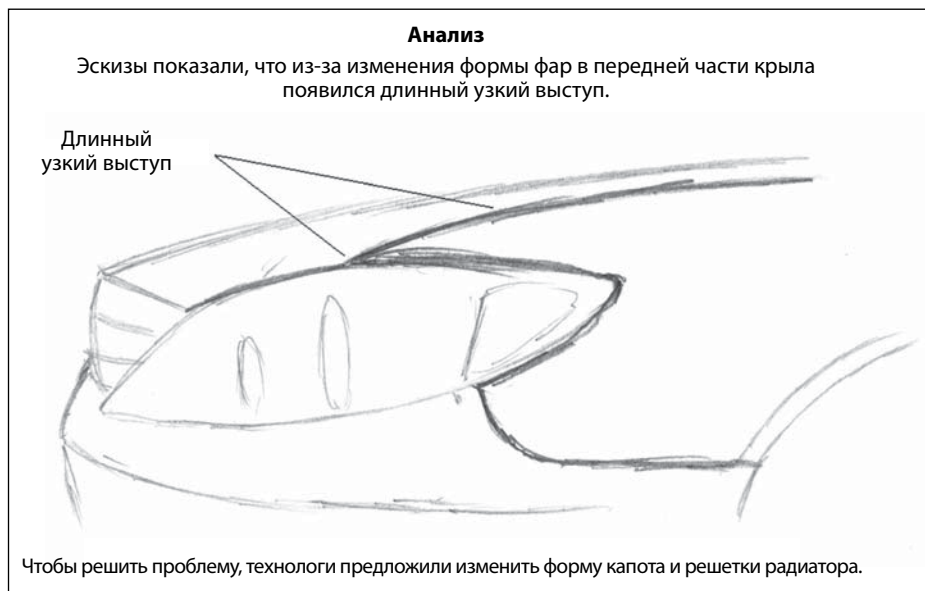 Анализ
Эскизы показали, что из-за изменения формы фар в передней части крыла
появился длинный узкий выступ.
Длинный
узкий выступ
Чтобы решить проблему, технологи предложили изменить форму капота и решетки радиатора.